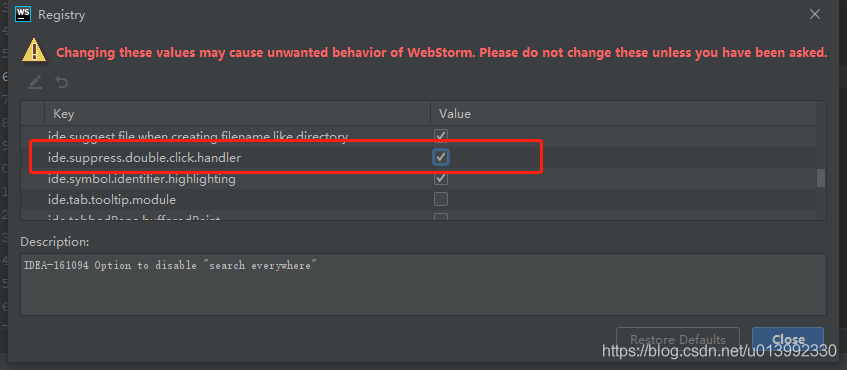 WS Registry
Changing these values may cause unwanted behavior of WebStorm. Please do not change these unless you have been asked.
Key Value
ide.suggest.file.when.creating.filename.like.directory
ide.suppress.double.click.handler
ide.symbol.identifier.highlighting
ide.tab.tooltip.module
ide.tabbedPane.bufferedPaint
Description:
IDEA-161094 Option to disable "search everywhere"
Restore Defaults Close
https://blog.csdn.net/u013992330